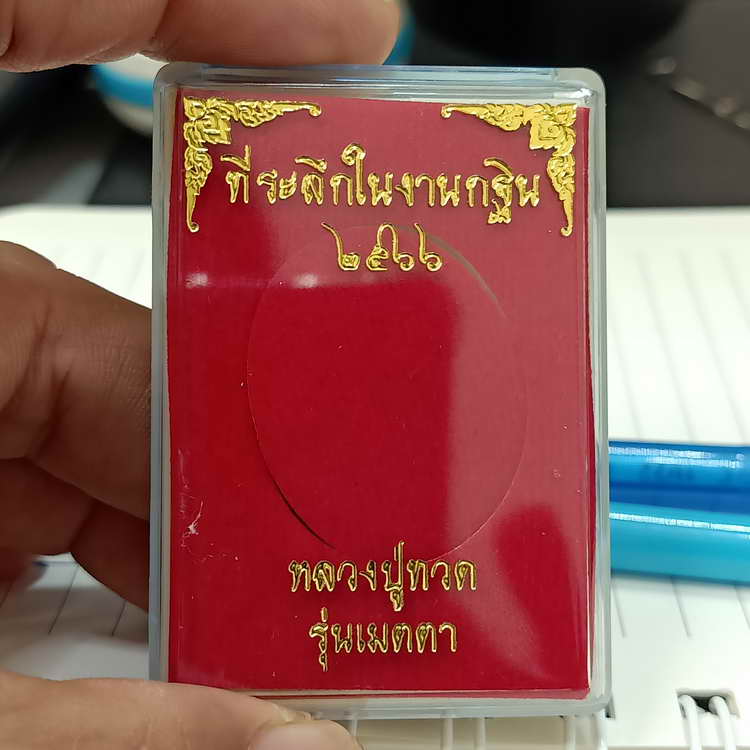 ที่ระลึกในงานกฐิน
๒๕๖๖
หลวงปู่ทวด
รุ่นเมตตา